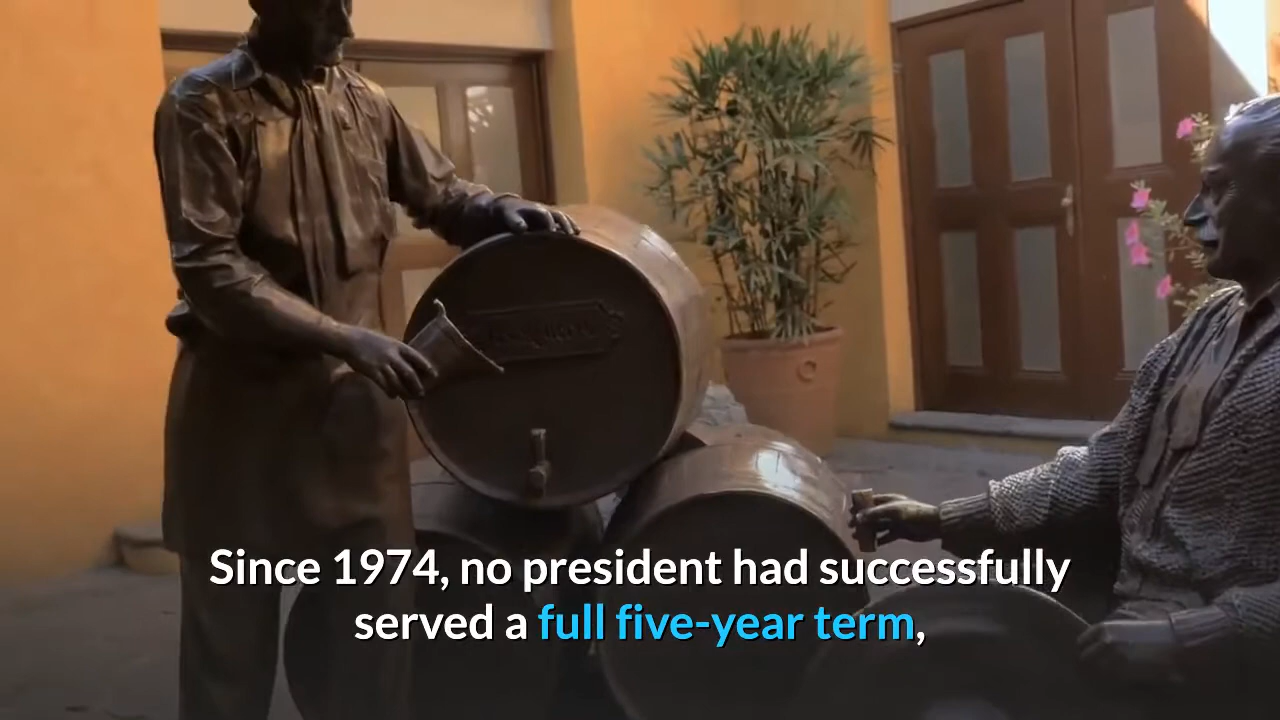 Since 1974, no president had successfully
served a full five-year term,